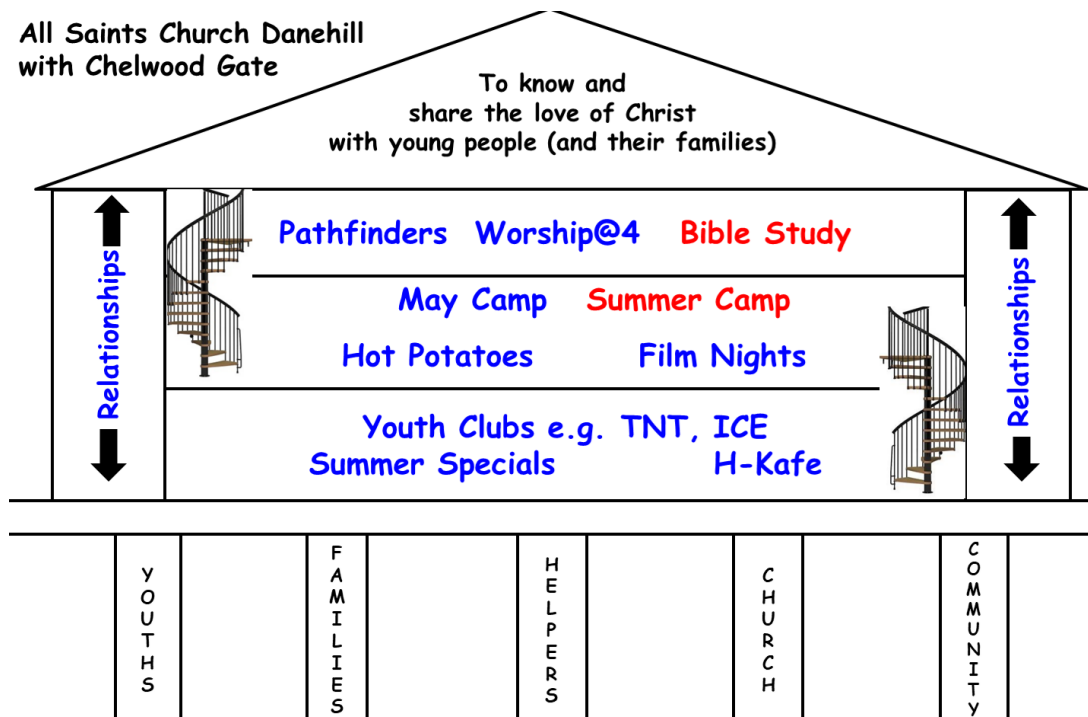 All Saints Church Danehill
with Chelwood Gate
To know and
share the love of Christ
with young people (and their families)
Relationships
Pathfinders Worship@4 Bible Study
May Camp Summer Camp
Hot Potatoes Film Nights
Youth Clubs e.g. TNT, ICE
Summer Specials H-Kafe
Relationships
YOUTHS
FAMILIES
HELPERS
CHURCH
COMMUNITY